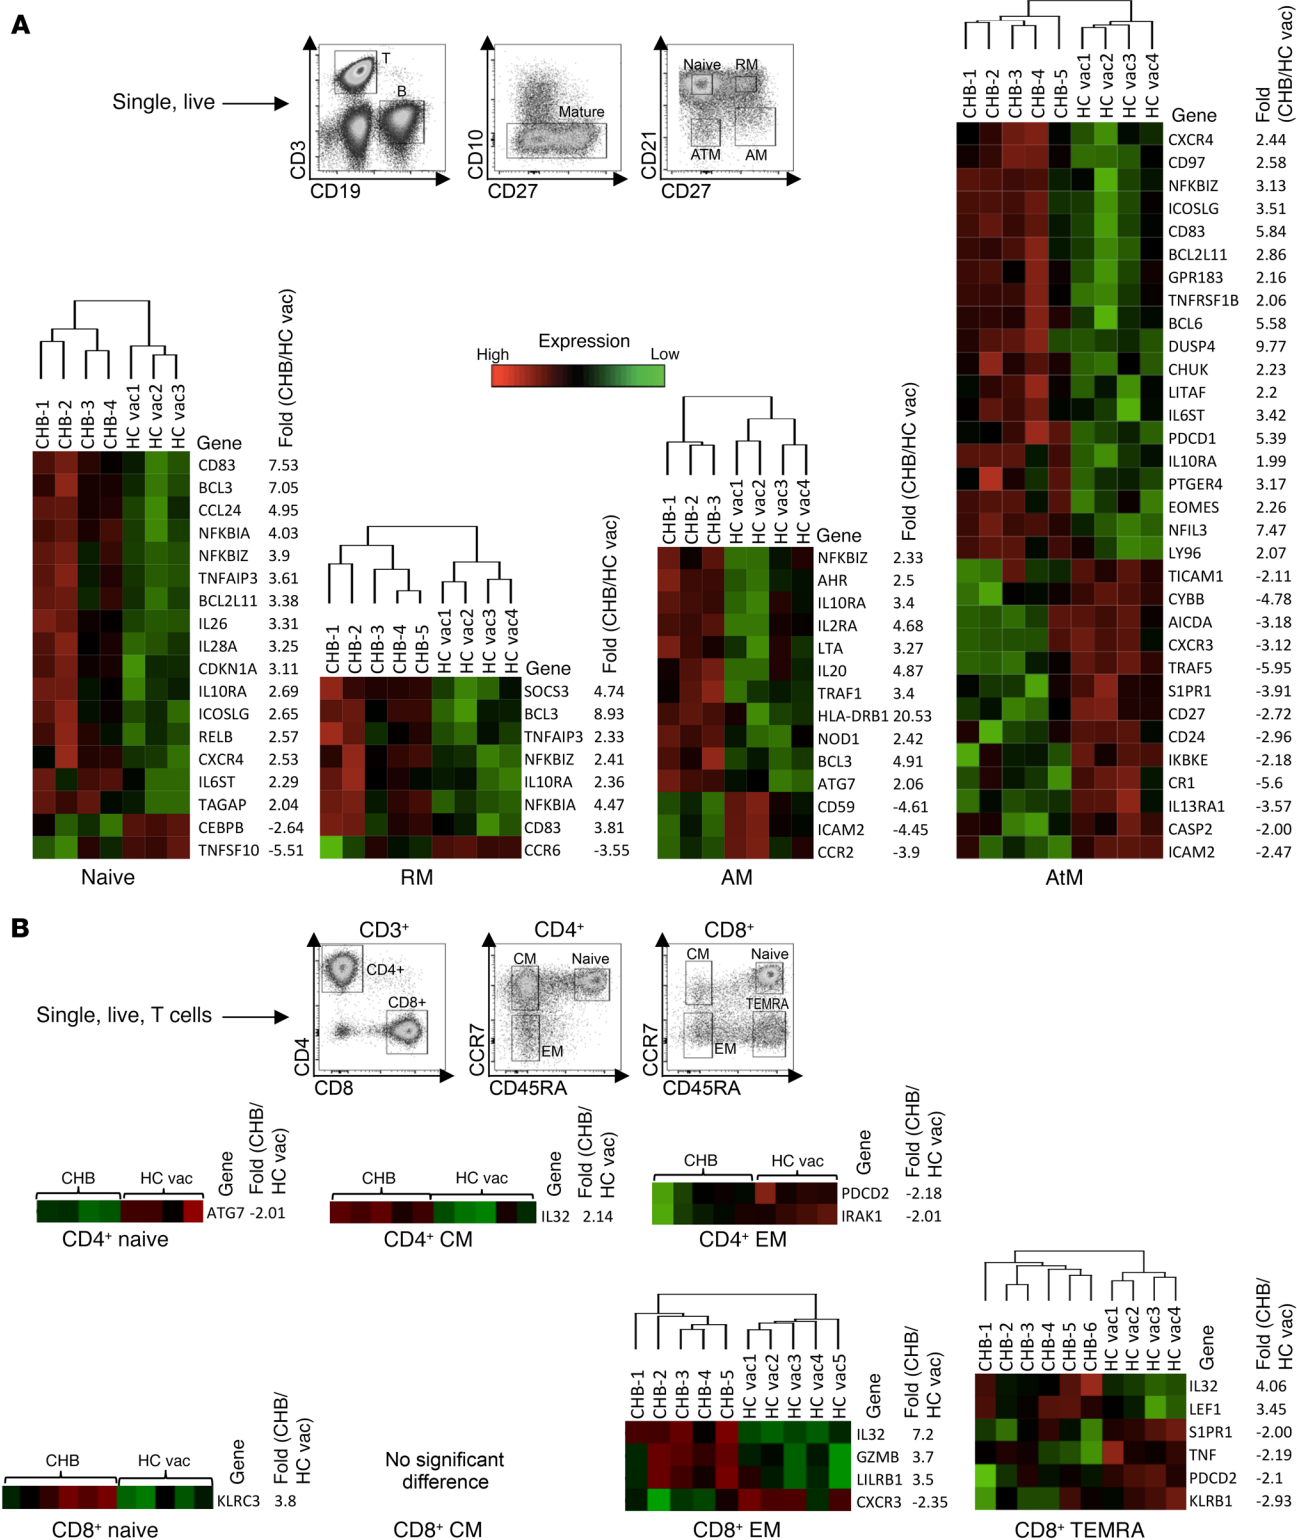 A
Single, live
CD3
CD19
T
B
CD10
CD27
Mature
CD21
CD27
Naive
RM
ATM
AM
Expression
High
Low
CHB-1
CHB-2
CHB-3
CHB-4
HC vac1
HC vac2
HC vac3
Gene
Fold (CHB/HC vac)
CD83 7.53
BCL3 7.05
CCL24 4.95
NFKBIA 4.03
NFKBIZ 3.9
TNFAIP3 3.61
BCL2L11 3.38
IL26 3.31
IL28A 3.25
CDKN1A 3.11
IL10RA 2.69
ICOSLG 2.65
RELB 2.57
CXCR4 2.53
IL6ST 2.29
TAGAP 2.04
CEBPB -2.64
TNFSF10 -5.51
Naive
CHB-1
CHB-2
CHB-3
CHB-4
CHB-5
HC vac1
HC vac2
HC vac3
HC vac4
Gene
Fold (CHB/HC vac)
SOCS3 4.74
BCL3 8.93
TNFAIP3 2.33
NFKBIZ 2.41
IL10RA 2.36
NFKBIA 4.47
CD83 3.81
CCR6 -3.55
RM
CHB-1
CHB-2
CHB-3
HC vac1
HC vac2
HC vac3
HC vac4
Gene
Fold (CHB/HC vac)
NFKBIZ 2.33
AHR 2.5
IL10RA 3.4
IL2RA 4.68
LTA 3.27
IL20 4.87
TRAF1 3.4
HLA-DRB1 20.53
NOD1 2.42
BCL3 4.91
ATG7 2.06
CD59 -4.61
ICAM2 -4.45
CCR2 -3.9
AM
CHB-1
CHB-2
CHB-3
CHB-4
CHB-5
HC vac1
HC vac2
HC vac3
HC vac4
Gene
Fold
(CHB/HC vac)
CXCR4 2.44
CD97 2.58
NFKBIZ 3.13
ICOSLG 3.51
CD83 5.84
BCL2L11 2.86
GPR183 2.16
TNFRSF1B 2.06
BCL6 5.58
DUSP4 9.77
CHUK 2.23
LITAF 2.2
IL6ST 3.42
PDCD1 5.39
IL10RA 1.99
PTGER4 3.17
EOMES 2.26
NFIL3 7.47
LY96 2.07
TICAM1 -2.11
CYBB -4.78
AICDA -3.18
CXCR3 -3.12
TRAF5 -5.95
S1PR1 -3.91
CD27 -2.72
CD24 -2.96
IKBKE -2.18
CR1 -5.6
IL13RA1 -3.57
CASP2 -2.00
ICAM2 -2.47
AtM
B
Single, live, T cells
CD3⁺
CD4
CD8
CD4+
CD8+
CD4⁺
CCR7
CD45RA
CM
Naive
EM
CD8⁺
CCR7
CD45RA
CM
Naive
TEMRA
EM
CHB
HC vac
Gene
Fold (CHB/
HC vac)
ATG7 -2.01
CD4⁺ naive
CHB
HC vac
Gene
Fold (CHB/
HC vac)
IL32 2.14
CD4⁺ CM
CHB
HC vac
Gene
Fold (CHB/
HC vac)
PDCD2 -2.18
IRAK1 -2.01
CD4⁺ EM
CHB
HC vac
Gene
Fold (CHB/
HC vac)
KLRC3 3.8
CD8⁺ naive
No significant
difference
CD8⁺ CM
CHB-1
CHB-2
CHB-3
CHB-4
CHB-5
HC vac1
HC vac2
HC vac3
HC vac4
HC vac5
Gene
Fold (CHB/
HC vac)
IL32 7.2
GZMB 3.7
LILRB1 3.5
CXCR3 -2.35
CD8⁺ EM
CHB-1
CHB-2
CHB-3
CHB-4
CHB-5
CHB-6
HC vac1
HC vac2
HC vac3
HC vac4
Gene
Fold (CHB/
HC vac)
IL32 4.06
LEF1 3.45
S1PR1 -2.00
TNF -2.19
PDCD2 -2.1
KLRB1 -2.93
CD8⁺ TEMRA